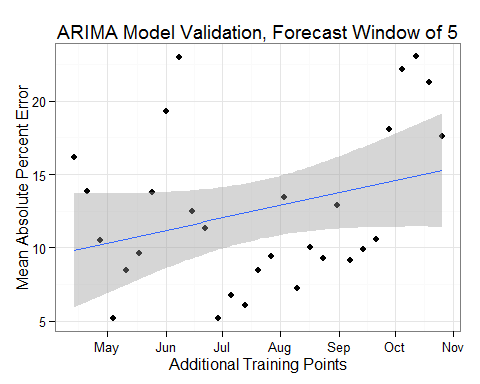 ARIMA Model Validation, Forecast Window of 5
Mean Absolute Percent Error
20
15
10
5
May Jun Jul Aug Sep Oct Nov
Additional Training Points